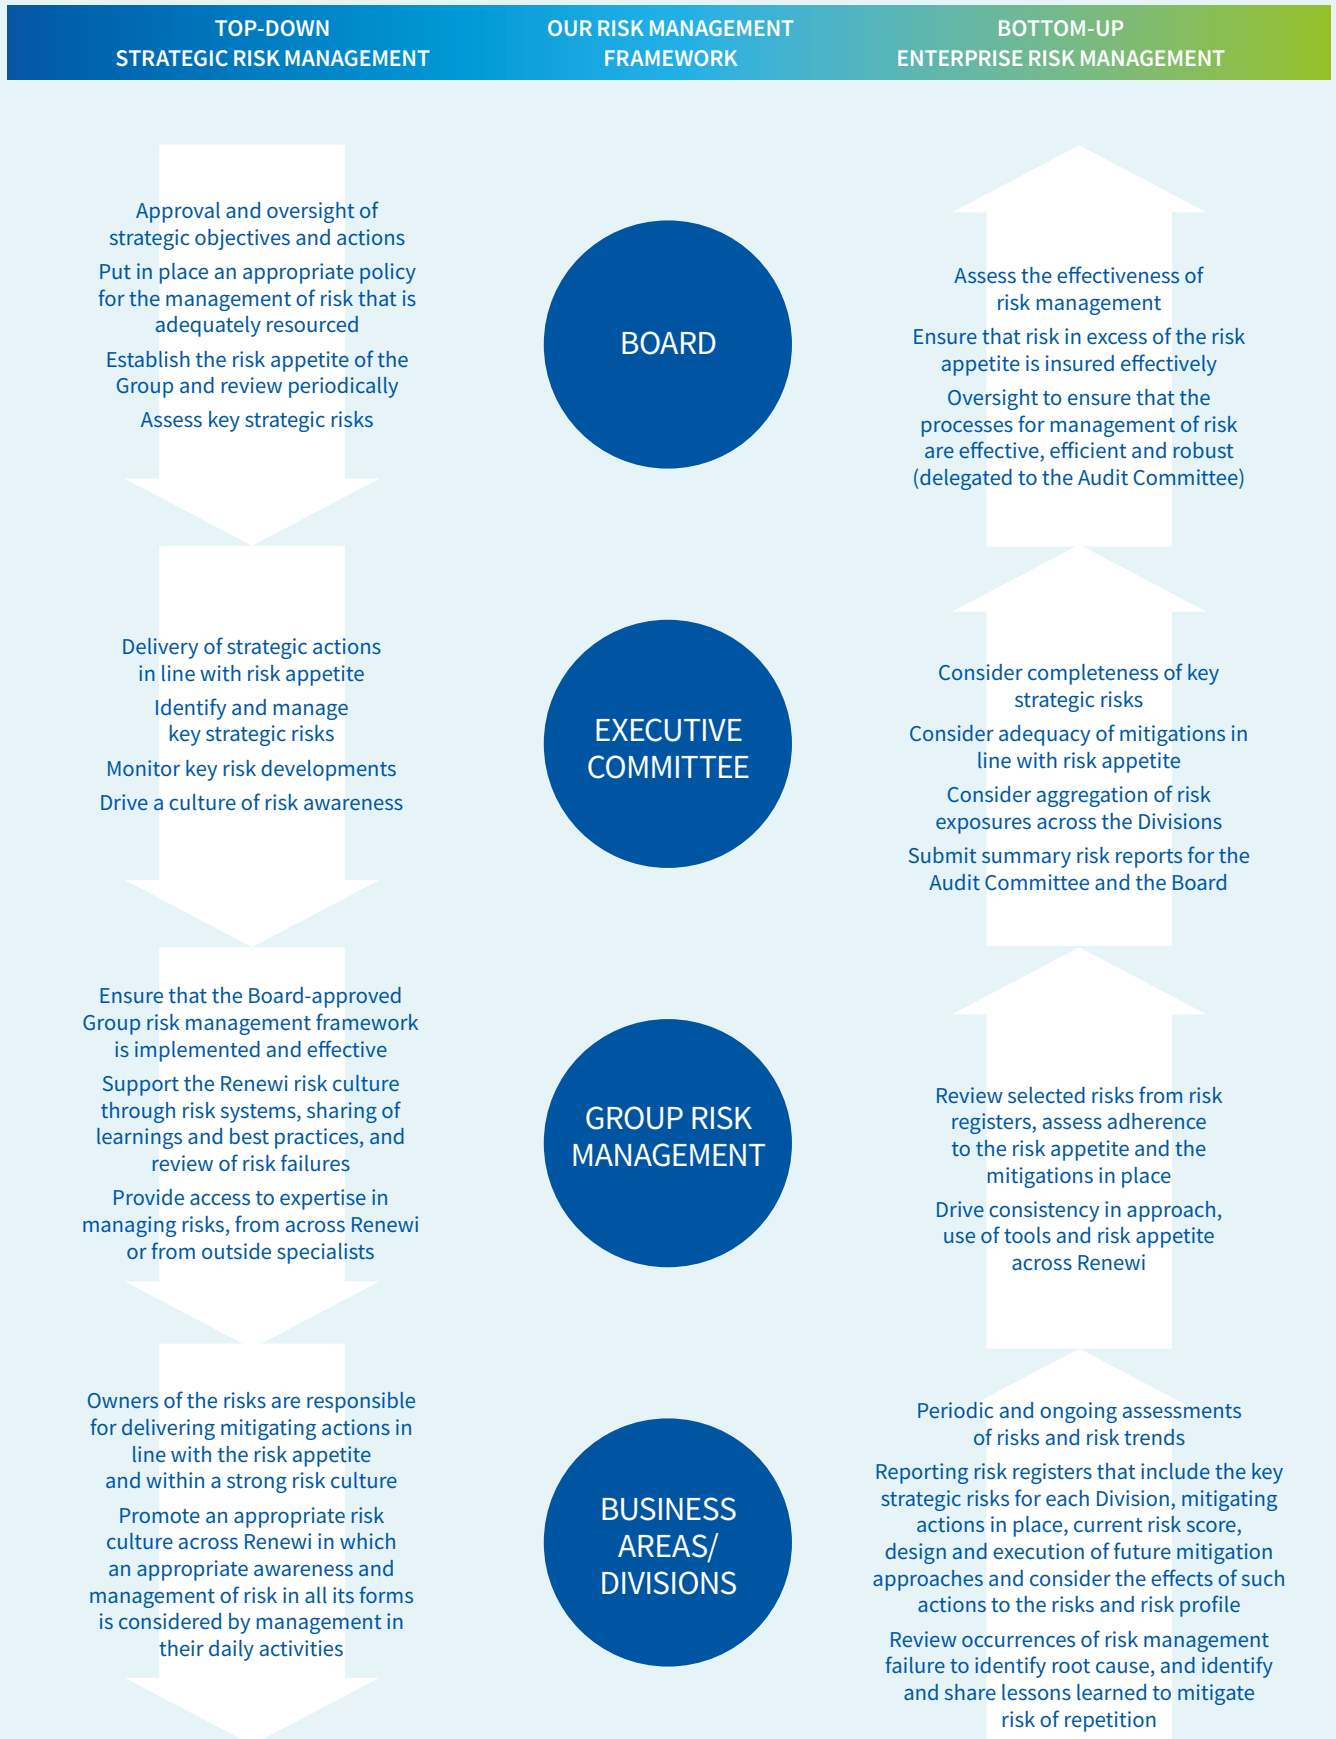 TOP-DOWN
STRATEGIC RISK MANAGEMENT
OUR RISK MANAGEMENT
FRAMEWORK
BOTTOM-UP
ENTERPRISE RISK MANAGEMENT
Approval and oversight of
strategic objectives and actions
Put in place an appropriate policy
for the management of risk that is
adequately resourced
Establish the risk appetite of the
Group and review periodically
Assess key strategic risks
BOARD
Assess the effectiveness of
risk management
Ensure that risk in excess of the risk
appetite is insured effectively
Oversight to ensure that the
processes for management of risk
are effective, efficient and robust
(delegated to the Audit Committee)
Delivery of strategic actions
in line with risk appetite
Identify and manage
key strategic risks
Monitor key risk developments
Drive a culture of risk awareness
EXECUTIVE
COMMITTEE
Consider completeness of key
strategic risks
Consider adequacy of mitigations in
line with risk appetite
Consider aggregation of risk
exposures across the Divisions
Submit summary risk reports for the
Audit Committee and the Board
Ensure that the Board-approved
Group risk management framework
is implemented and effective
Support the Renewi risk culture
through risk systems, sharing of
learnings and best practices, and
review of risk failures
Provide access to expertise in
managing risks, from across Renewi
or from outside specialists
GROUP RISK
MANAGEMENT
Review selected risks from risk
registers, assess adherence
to the risk appetite and the
mitigations in place
Drive consistency in approach,
use of tools and risk appetite
across Renewi
Owners of the risks are responsible
for delivering mitigating actions in
line with the risk appetite
and within a strong risk culture
Promote an appropriate risk
culture across Renewi in which
an appropriate awareness and
management of risk in all its forms
is considered by management in
their daily activities
BUSINESS
AREAS/
DIVISIONS
Periodic and ongoing assessments
of risks and risk trends
Reporting risk registers that include the key
strategic risks for each Division, mitigating
actions in place, current risk score,
design and execution of future mitigation
approaches and consider the effects of such
actions to the risks and risk profile
Review occurrences of risk management
failure to identify root cause, and identify
and share lessons learned to mitigate
risk of repetition